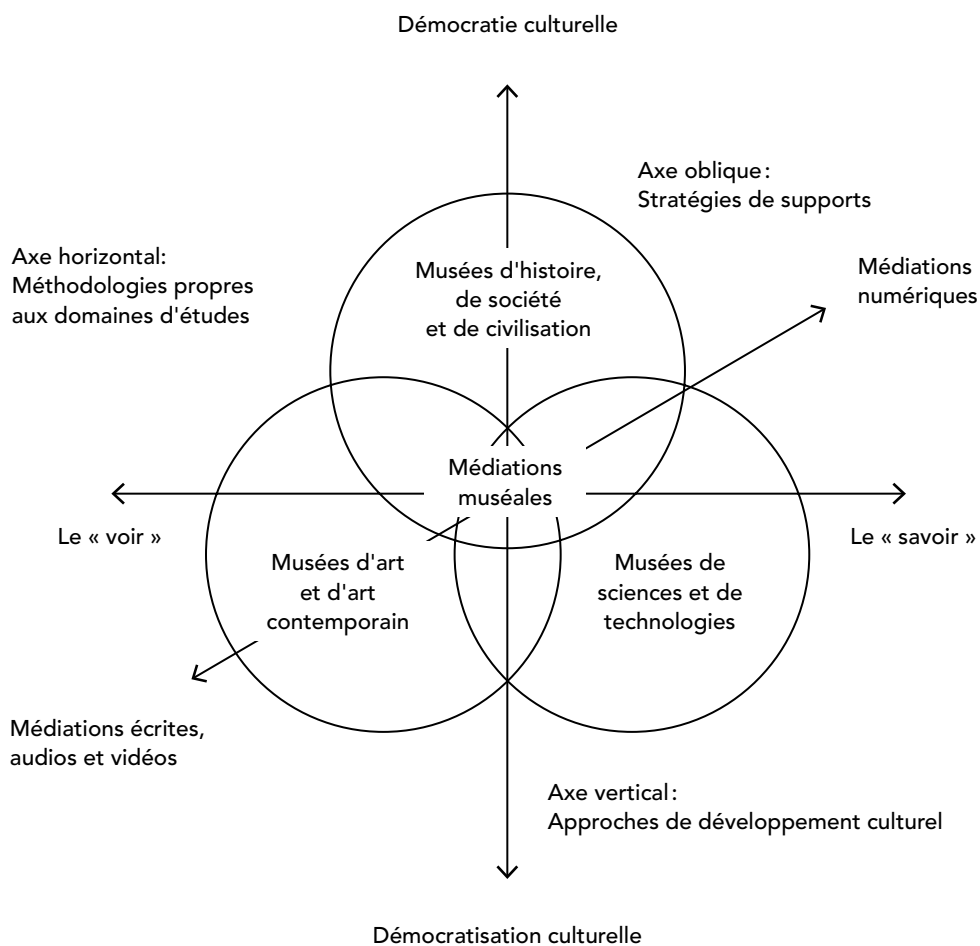 Démocratie culturelle
Axe oblique :
Stratégies de supports
Axe horizontal:
Méthodologies propres
aux domaines d'études
Musées d'histoire,
de société
et de civilisation
Médiations
numériques
Médiations
muséales
Le « voir »
Le « savoir »
Musées d'art
et d'art
contemporain
Musées de
sciences et de
technologies
Médiations écrites,
audios et vidéos
Axe vertical :
Approches de développement culturel
Démocratisation culturelle